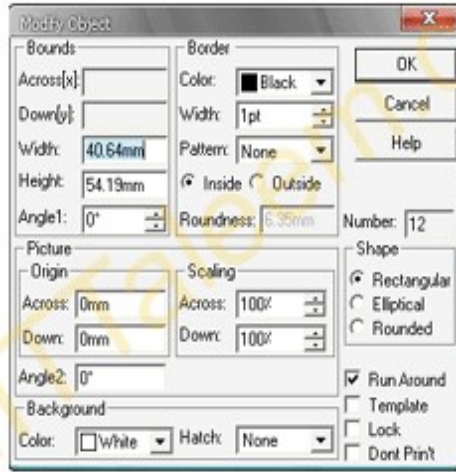 Modify Object
Bounds
Across[x]:
Down[y]:
Width: 40.64mm
Height: 54.19mm
Angle1: 0°
Border
Color: Black
Width: 1pt
Pattern: None
Inside Outside
Roundness: 6.35mm
OK
Cancel
Help
Number: 12
Picture
Origin
Across: 0mm
Down: 0mm
Angle2: 0°
Scaling
Across: 100%
Down: 100%
Shape
Rectangular
Elliptical
Rounded
Background
Color: White Hatch: None
Run Around
Template
Lock
Dont Prin't